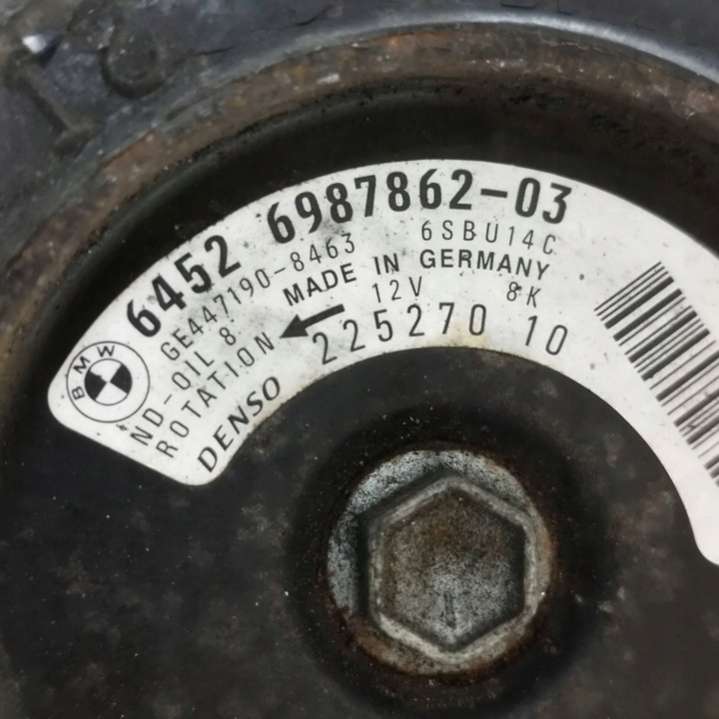 6452 6987862-03
GE447190-8463 6SBU14C
MADE IN GERMANY
ND-OIL 8 12V 8K
ROTATION 225270 10
DENSO
BMW